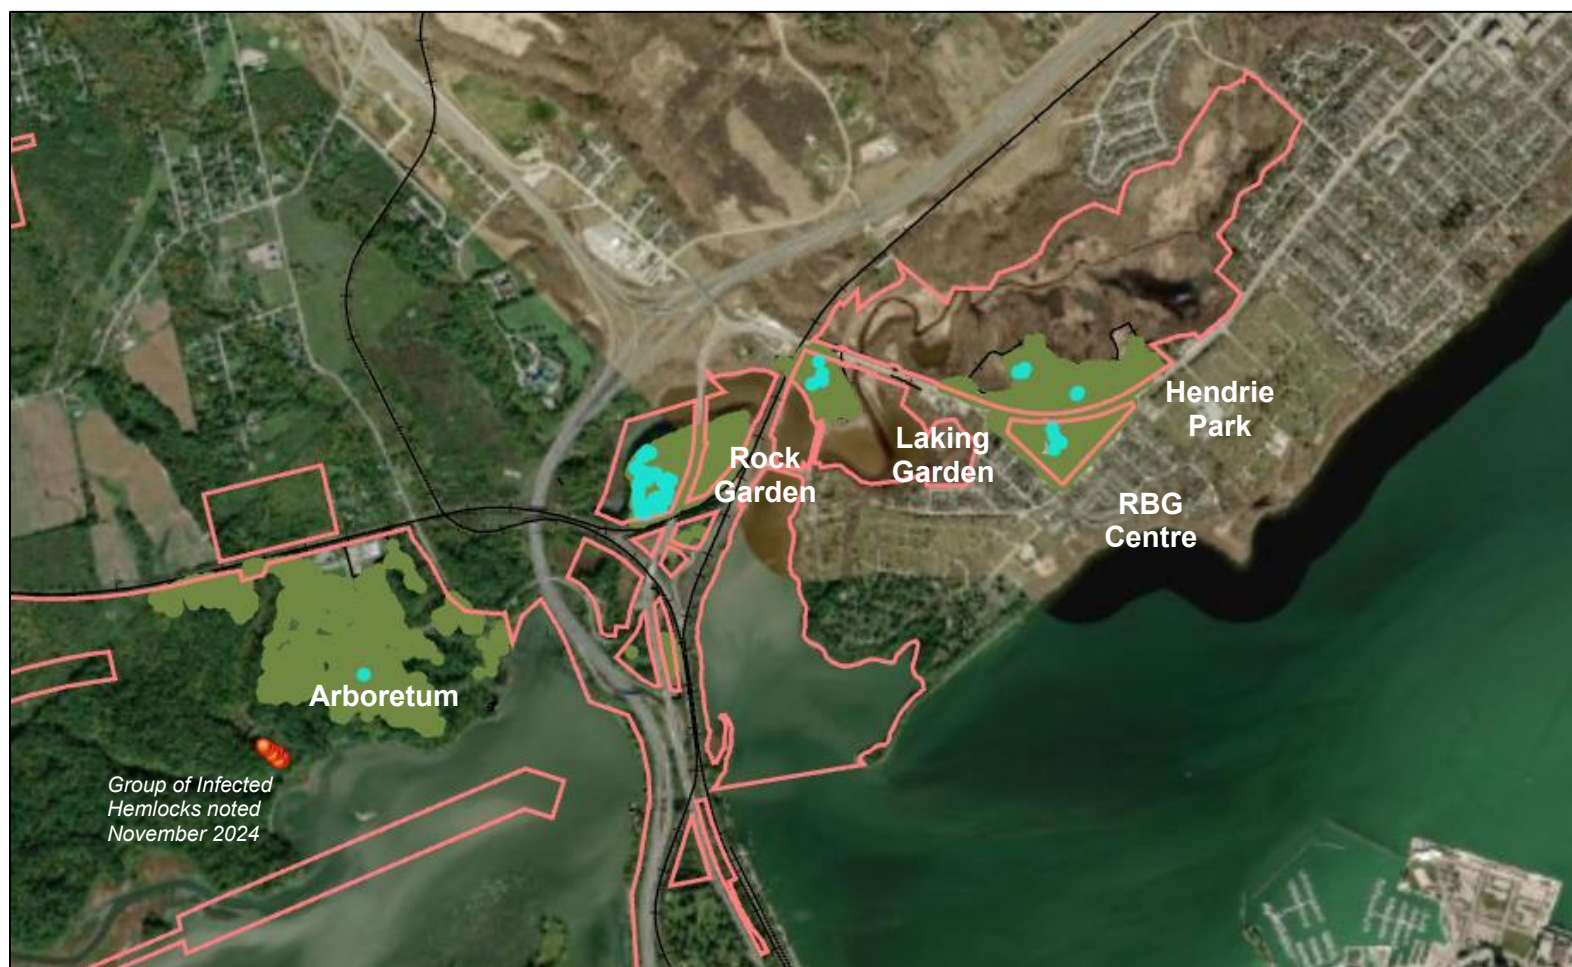 Hendrie
Park
Laking
Garden
Rock
Garden
RBG
Centre
Arboretum
Group of Infected
Hemlocks noted
November 2024